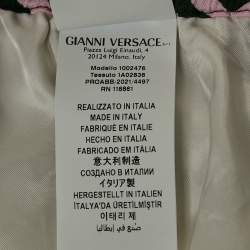 GIANNI VERSACE S.r.l.
Piazza Luigi Einaudi, 4
20124 Milano, Italy
Modello 1002476
Tessuto 1A02636
PROABB-2021/4497
RN 116661
REALIZZATO IN ITALIA
MADE IN ITALY
FABRIQUÉ EN ITALIE
HECHO EN ITALIA
FABRICADO EM ITÁLIA
意大利制造
СОЗДАНО В ИТАЛИИ
イタリア製
HERGESTELLT IN ITALIEN
İTALYA'DA ÜRETİLMİŞTİR
이태리 제
صنع في إيطاليا